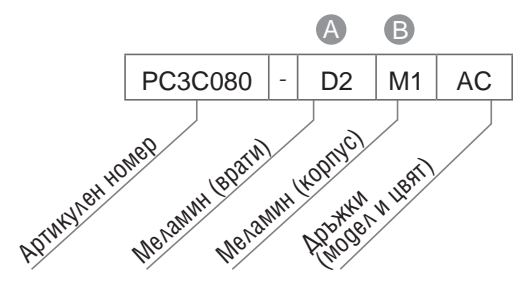 A B
PC3C080 - D2 M1 AC
Артикулен номер
Меламин (врати)
Меламин (корпус)
Дръжки
(модел и цвят)